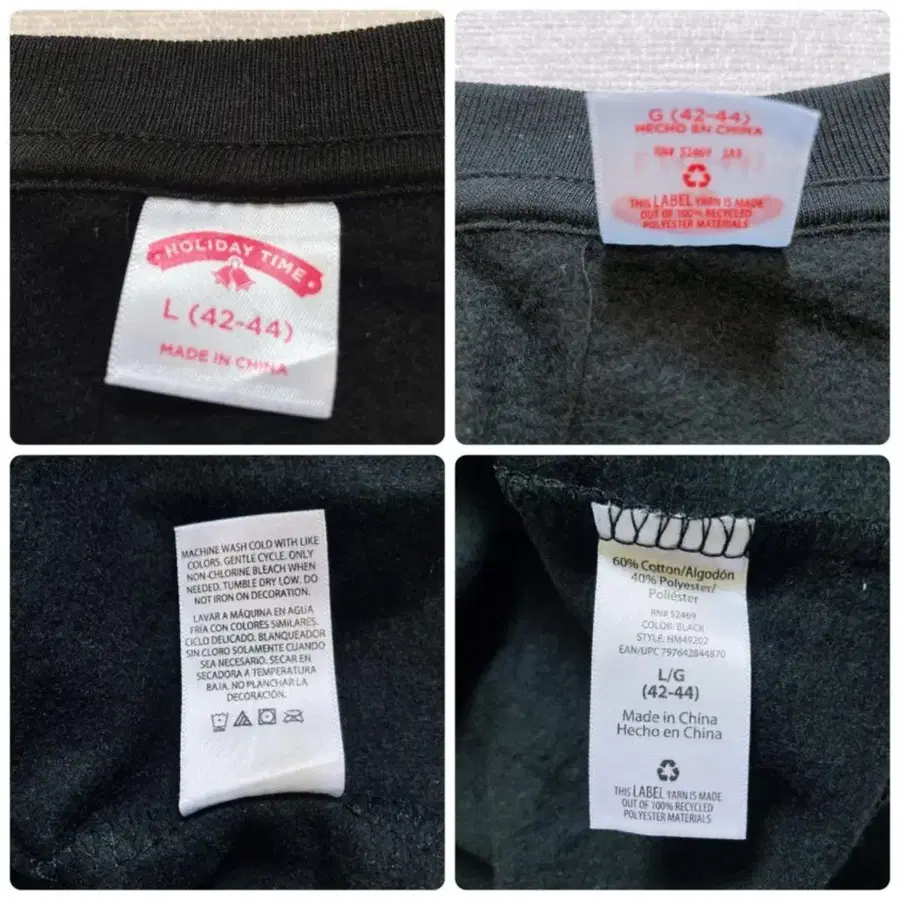 HOLIDAY TIME
L (42-44)
MADE IN CHINA
G (42-44)
HECHO EN CHINA
RN# 52469
THIS LABEL YARN IS MADE
OUT OF 100% RECYCLED
POLYESTER MATERIALS
MACHINE WASH COLD WITH LIKE
COLORS. GENTLE CYCLE. ONLY
NON-CHLORINE BLEACH WHEN
NEEDED. TUMBLE DRY LOW. DO
NOT IRON ON DECORATION.
LAVAR A MÁQUINA EN AGUA
FRÍA CON COLORES SIMILARES.
CICLO DELICADO. BLANQUEADOR
SIN CLORO SOLAMENTE CUANDO
SEA NECESARIO. SECAR EN
SECADORA A TEMPERATURA
BAJA. NO PLANCHAR LA
DECORACIÓN.
60% Cotton/Algodón
40% Polyester/
Poliéster
RN# 52469
COLOR: BLACK
STYLE: HM49202
EAN/UPC 797642844870
L/G
(42-44)
Made in China
Hecho en China
THIS LABEL YARN IS MADE
OUT OF 100% RECYCLED
POLYESTER MATERIALS